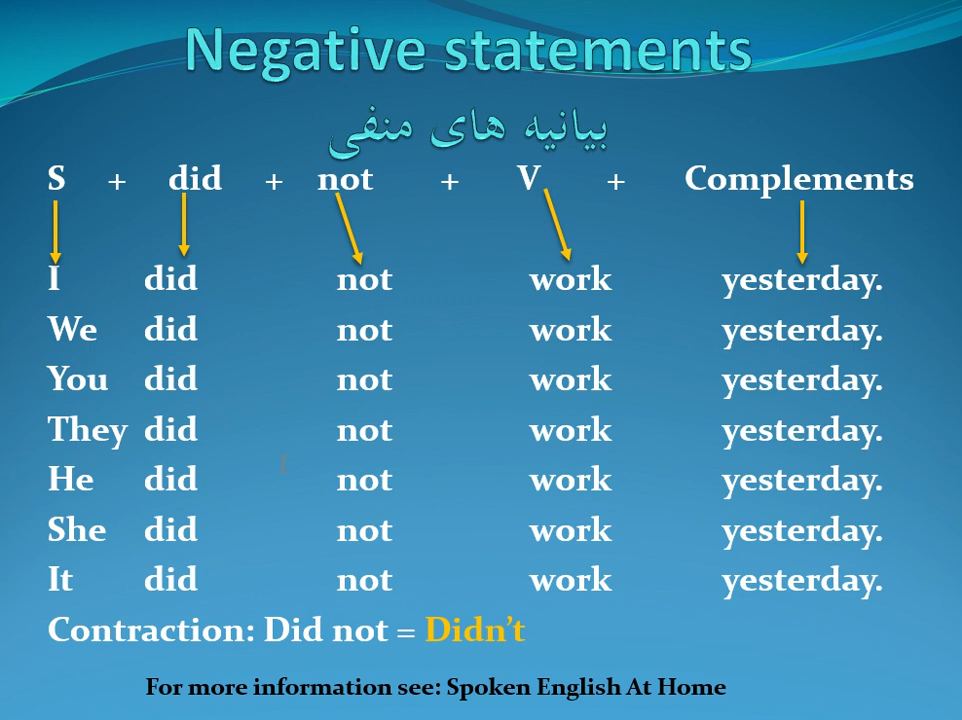 Negative statements
بیانیه های منفی
S + did + not + V + Complements
I did not work yesterday.
We did not work yesterday.
You did not work yesterday.
They did not work yesterday.
He did not work yesterday.
She did not work yesterday.
It did not work yesterday.
Contraction: Did not = Didn’t
For more information see: Spoken English At Home